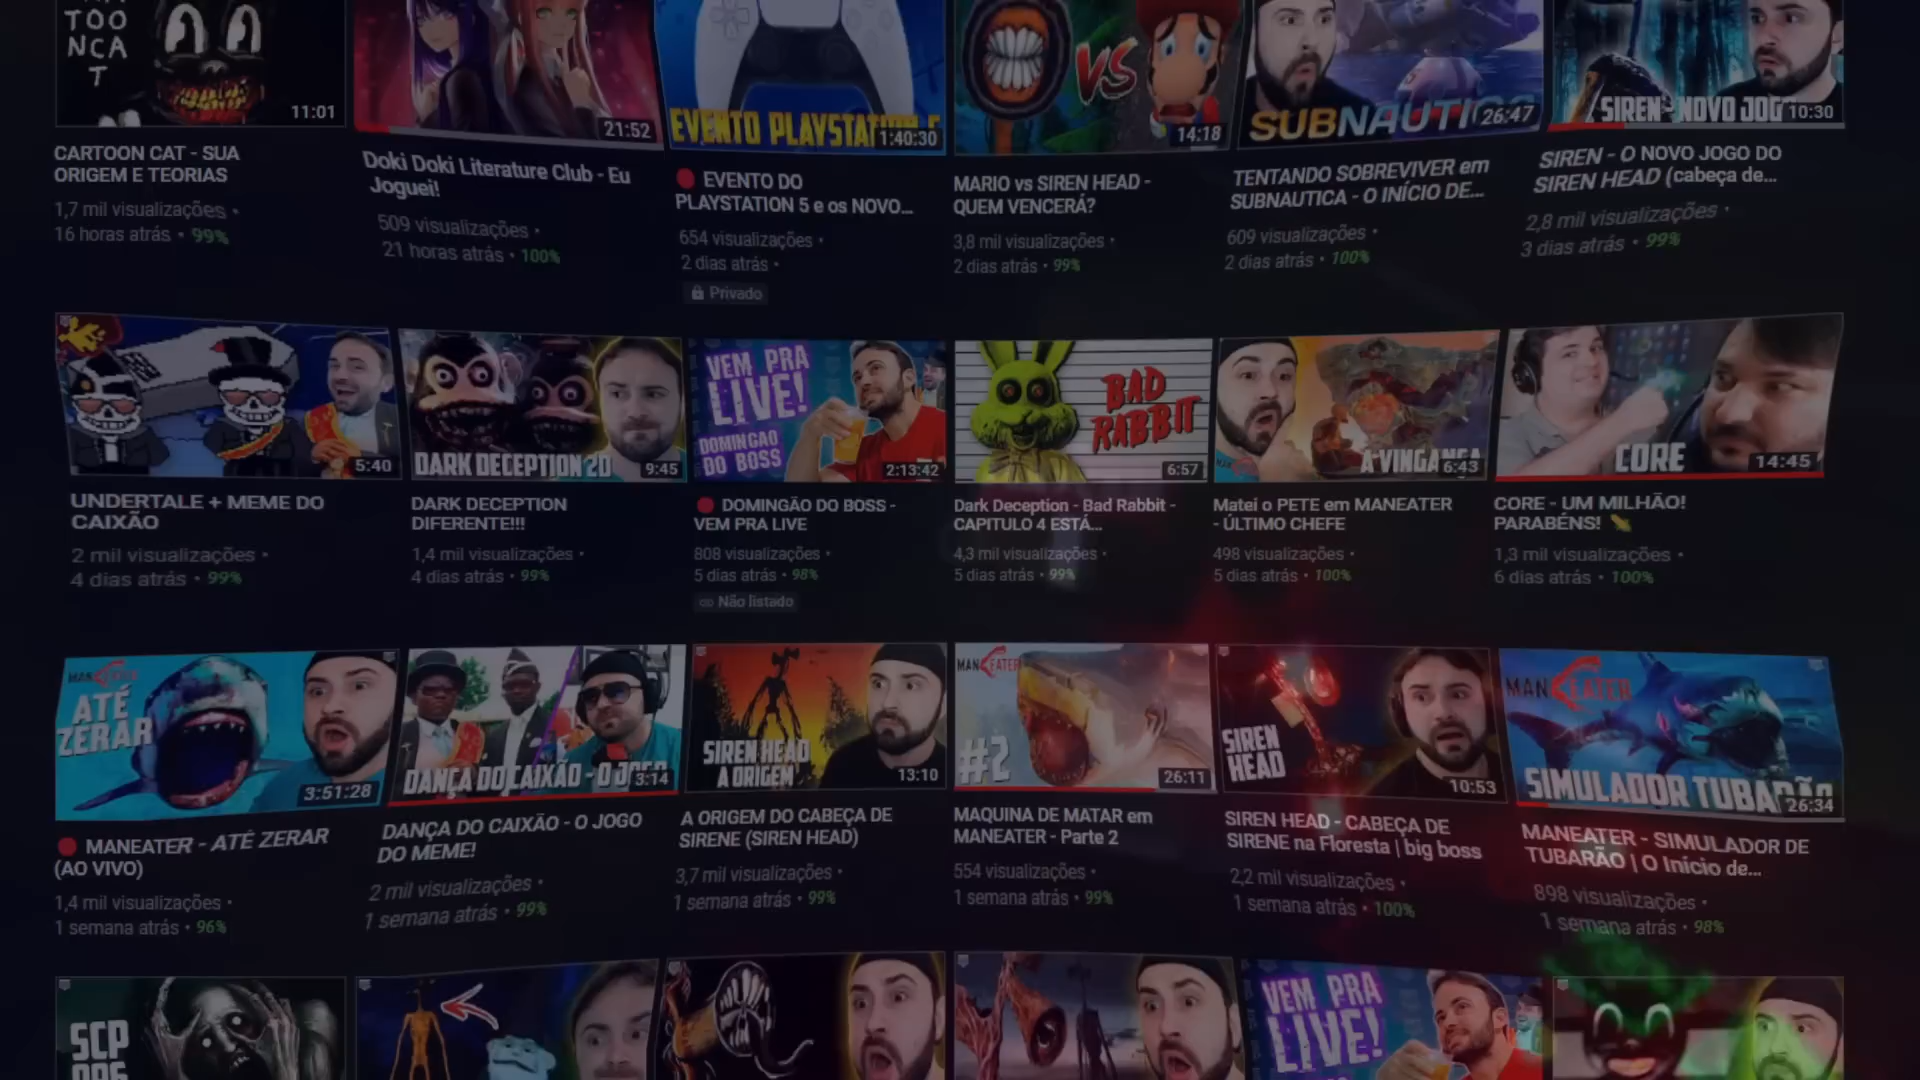 TOONCAT
11:01
21:52
EVENTO PLAYSTATI
1:40:30
VS
14:18
SUBNAUTIC
26:47
SIREN - NOVO JOG
10:30
CARTOON CAT - SUA
ORIGEM E TEORIAS
1,7 mil visualizações •
16 horas atrás • 99%
Doki Doki Literature Club - Eu
Joguei!
509 visualizações •
21 horas atrás • 100%
EVENTO DO
PLAYSTATION 5 e os NOVO...
654 visualizações •
2 dias atrás •
Privado
MARIO vs SIREN HEAD -
QUEM VENCERÁ?
3,8 mil visualizações •
2 dias atrás • 99%
TENTANDO SOBREVIVER em
SUBNAUTICA - O INÍCIO DE...
609 visualizações •
2 dias atrás • 100%
SIREN - O NOVO JOGO DO
SIREN HEAD (cabeça de...
2,8 mil visualizações •
3 dias atrás • 99%
5:40
DARK DECEPTION 2D
9:45
VEM PRA
LIVE!
DOMINGAO
DO BOSS
2:13:42
BAD
RABBIT
6:57
A VINGANÇA
6:43
CORE
14:45
UNDERTALE + MEME DO
CAIXÃO
2 mil visualizações •
4 dias atrás • 99%
DARK DECEPTION
DIFERENTE!!!
1,4 mil visualizações •
4 dias atrás • 99%
DOMINGÃO DO BOSS -
VEM PRA LIVE
808 visualizações •
5 dias atrás • 98%
Não listado
Dark Deception - Bad Rabbit -
CAPITULO 4 ESTÁ...
4,3 mil visualizações •
5 dias atrás • 99%
Matei o PETE em MANEATER
- ÚLTIMO CHEFE
498 visualizações •
5 dias atrás • 100%
CORE - UM MILHÃO!
PARABÉNS!
1,3 mil visualizações •
6 dias atrás • 100%
MANEATER
ATÉ
ZERAR
3:51:28
DANÇA DO CAIXÃO - O JOGO
3:14
SIREN HEAD
A ORIGEM
13:10
MANEATER
#2
26:11
SIREN
HEAD
10:53
MANEATER
SIMULADOR TUBARÃO
26:34
MANEATER - ATÉ ZERAR
(AO VIVO)
1,4 mil visualizações •
1 semana atrás • 96%
DANÇA DO CAIXÃO - O JOGO
DO MEME!
2 mil visualizações •
1 semana atrás • 99%
A ORIGEM DO CABEÇA DE
SIRENE (SIREN HEAD)
3,7 mil visualizações •
1 semana atrás • 99%
MAQUINA DE MATAR em
MANEATER - Parte 2
554 visualizações •
1 semana atrás • 99%
SIREN HEAD - CABEÇA DE
SIRENE na Floresta | big boss
2,2 mil visualizações •
1 semana atrás • 100%
MANEATER - SIMULADOR DE
TUBARÃO | O Início de...
898 visualizações •
1 semana atrás • 98%
SCP
VEM PRA
LIVE!